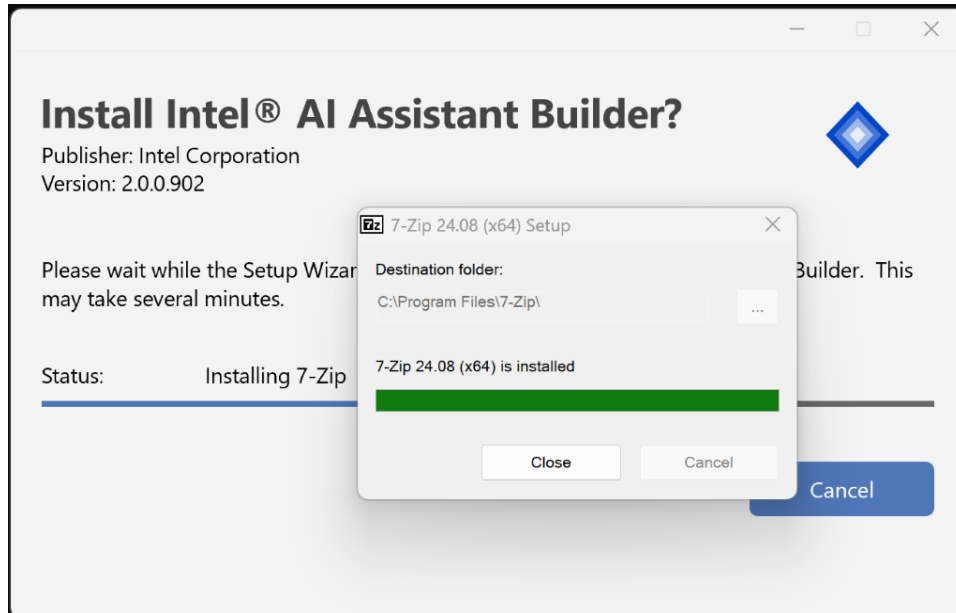 Install Intel® AI Assistant Builder?
Publisher: Intel Corporation
Version: 2.0.0.902
Please wait while the Setup Wizar
Builder. This
may take several minutes.
Status: Installing 7-Zip
7z 7-Zip 24.08 (x64) Setup
Destination folder:
C:\Program Files\7-Zip\
...
7-Zip 24.08 (x64) is installed
Close Cancel
Cancel